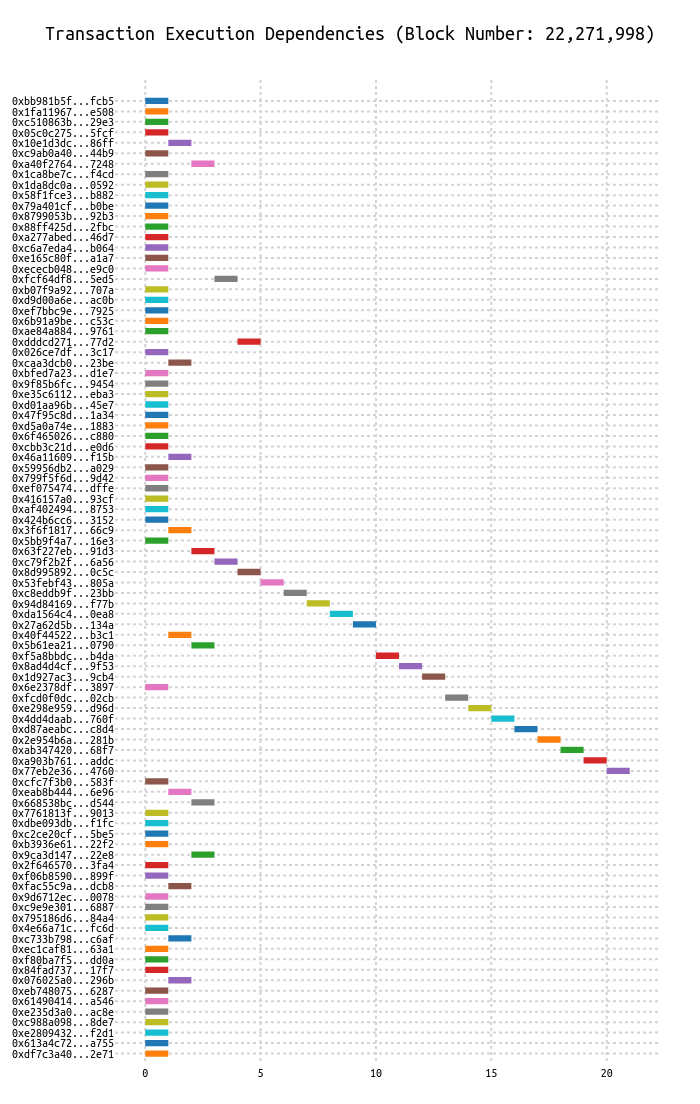 Transaction Execution Dependencies (Block Number: 22,271,998)
0xbb981b5f...fcb5
0x1fa11967...e508
0xc510863b...29e3
0x05c0c275...5fcf
0x10e1d3dc...86ff
0xc9ab0a40...44b9
0xa40f2764...7248
0x1ca8be7c...f4cd
0x1da8dc0a...0592
0x58f1fce3...b882
0x79a401cf...b0be
0x8799053b...92b3
0x88ff425d...2fbc
0xa277abed...46d7
0xc6a7eda4...b064
0xe165c80f...a1a7
0xececb048...e9c0
0xfcf64df8...5ed5
0xb07f9a92...707a
0xd9d00a6e...ac0b
0xef7bbc9e...7925
0x6b91a9be...c53c
0xae84a884...9761
0xdddcd271...77d2
0x026ce7df...3c17
0xcaa3dcb0...23be
0xbfed7a23...d1e7
0x9f85b6fc...9454
0xe35c6112...eba3
0xd01aa96b...45e7
0x47f95c8d...1a34
0xd5a0a74e...1883
0x6f465026...c880
0xcbb3c21d...e0d6
0x46a11609...f15b
0x59956db2...a029
0x799f5f6d...9d42
0xef075474...dffe
0x416157a0...93cf
0xaf402494...8753
0x424b6cc6...3152
0x3f6f1817...66c9
0x5bb9f4a7...16e3
0x63f227eb...91d3
0xc79f2b2f...6a56
0x8d995892...0c5c
0x53febf43...805a
0xc8eddb9f...23bb
0x94d84169...f77b
0xda1564c4...0ea8
0x27a62d5b...134a
0x40f44522...b3c1
0x5b61ea21...0790
0xf5a8bbdc...b4da
0x8ad4d4cf...9f53
0x1d927ac3...9cb4
0x6e2378df...3897
0xfcd0f0dc...02cb
0xe298e959...d96d
0x4dd4daab...760f
0xd87aeabc...c8d4
0x2e954b6a...281b
0xab347420...68f7
0xa903b761...addc
0x77eb2e36...4760
0xcfc7f3b0...583f
0xeab8b444...6e96
0x668538bc...d544
0x7761813f...9013
0xdbe093db...f1fc
0xc2ce20cf...5be5
0xb3936e61...22f2
0x9ca3d147...22e8
0x2f646570...3fa4
0xf06b8590...899f
0xfac55c9a...dcb8
0x9d6712ec...0078
0xc9e9e301...6887
0x795186d6...84a4
0x4e66a71c...fc6d
0xc733b798...c6af
0xec1caf81...63a1
0xf80ba7f5...dd0a
0x84fad737...17f7
0x076025a0...296b
0xeb748075...6287
0x61490414...a546
0xe235d3a0...ac8e
0xc988a098...8de7
0xe2809432...f2d1
0x613a4c72...a755
0xdf7c3a40...2e71
0 5 10 15 20